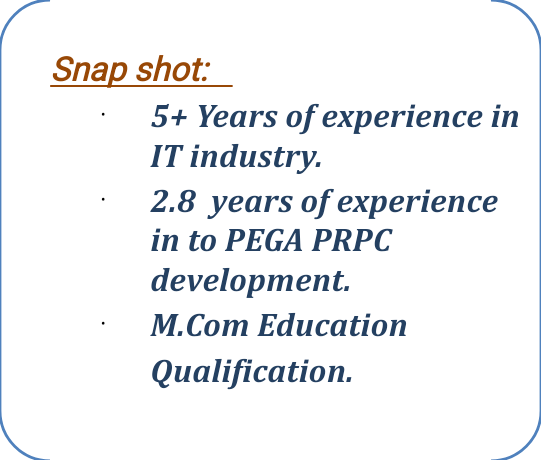 Snap shot:
· 5+ Years of experience in
IT industry.
· 2.8 years of experience
in to PEGA PRPC
development.
· M.Com Education
Qualification.